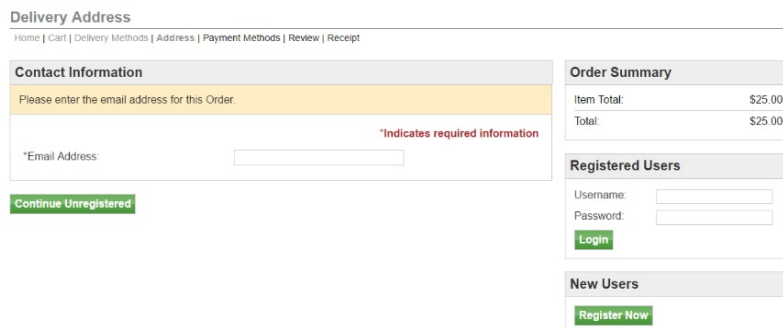 Delivery Address
Home | Cart | Delivery Methods | Address | Payment Methods | Review | Receipt
Contact Information
Please enter the email address for this Order.
*Indicates required information
*Email Address:
Continue Unregistered
Order Summary
Item Total: $25.00
Total: $25.00
Registered Users
Username:
Password:
Login
New Users
Register Now